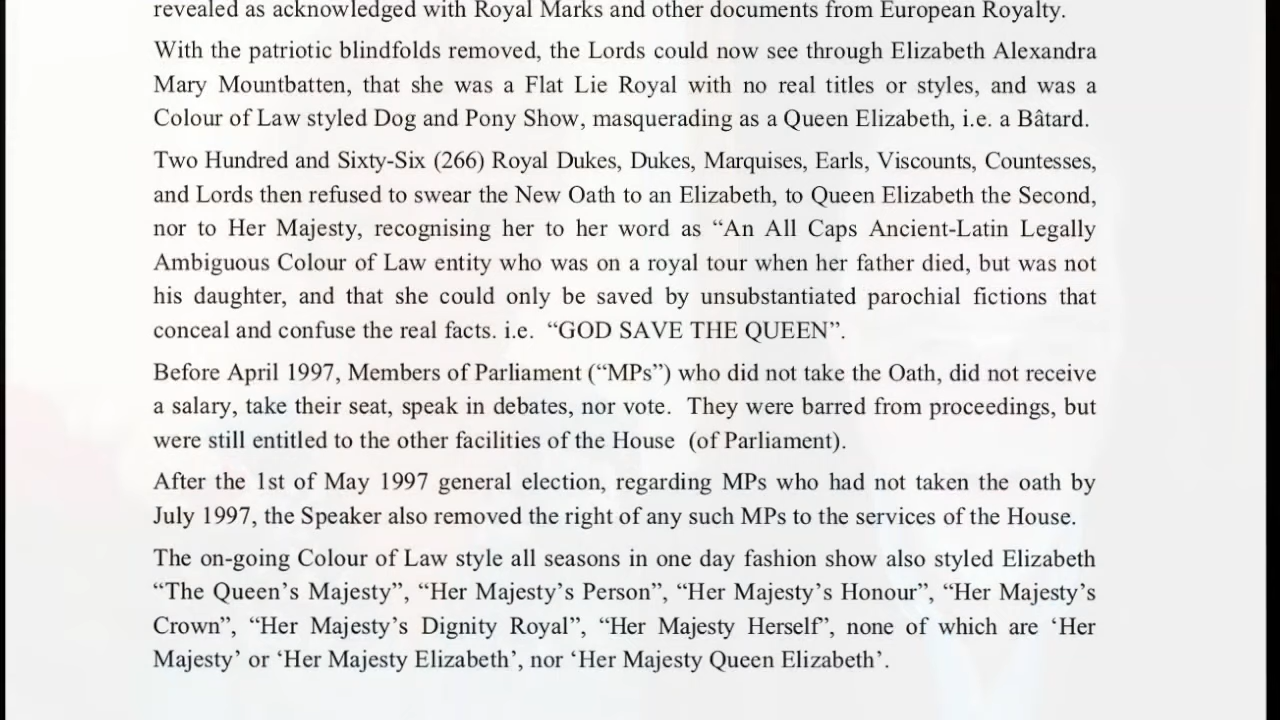 revealed as acknowledged with Royal Marks and other documents from European Royalty.
With the patriotic blindfolds removed, the Lords could now see through Elizabeth Alexandra
Mary Mountbatten, that she was a Flat Lie Royal with no real titles or styles, and was a
Colour of Law styled Dog and Pony Show, masquerading as a Queen Elizabeth, i.e. a Bâtard.
Two Hundred and Sixty-Six (266) Royal Dukes, Dukes, Marquises, Earls, Viscounts, Countesses,
and Lords then refused to swear the New Oath to an Elizabeth, to Queen Elizabeth the Second,
nor to Her Majesty, recognising her to her word as “An All Caps Ancient-Latin Legally
Ambiguous Colour of Law entity who was on a royal tour when her father died, but was not
his daughter, and that she could only be saved by unsubstantiated parochial fictions that
conceal and confuse the real facts. i.e. “GOD SAVE THE QUEEN”.
Before April 1997, Members of Parliament (“MPs”) who did not take the Oath, did not receive
a salary, take their seat, speak in debates, nor vote. They were barred from proceedings, but
were still entitled to the other facilities of the House (of Parliament).
After the 1st of May 1997 general election, regarding MPs who had not taken the oath by
July 1997, the Speaker also removed the right of any such MPs to the services of the House.
The on-going Colour of Law style all seasons in one day fashion show also styled Elizabeth
“The Queen’s Majesty”, “Her Majesty’s Person”, “Her Majesty’s Honour”, “Her Majesty’s
Crown”, “Her Majesty’s Dignity Royal”, “Her Majesty Herself”, none of which are ‘Her
Majesty’ or ‘Her Majesty Elizabeth’, nor ‘Her Majesty Queen Elizabeth’.